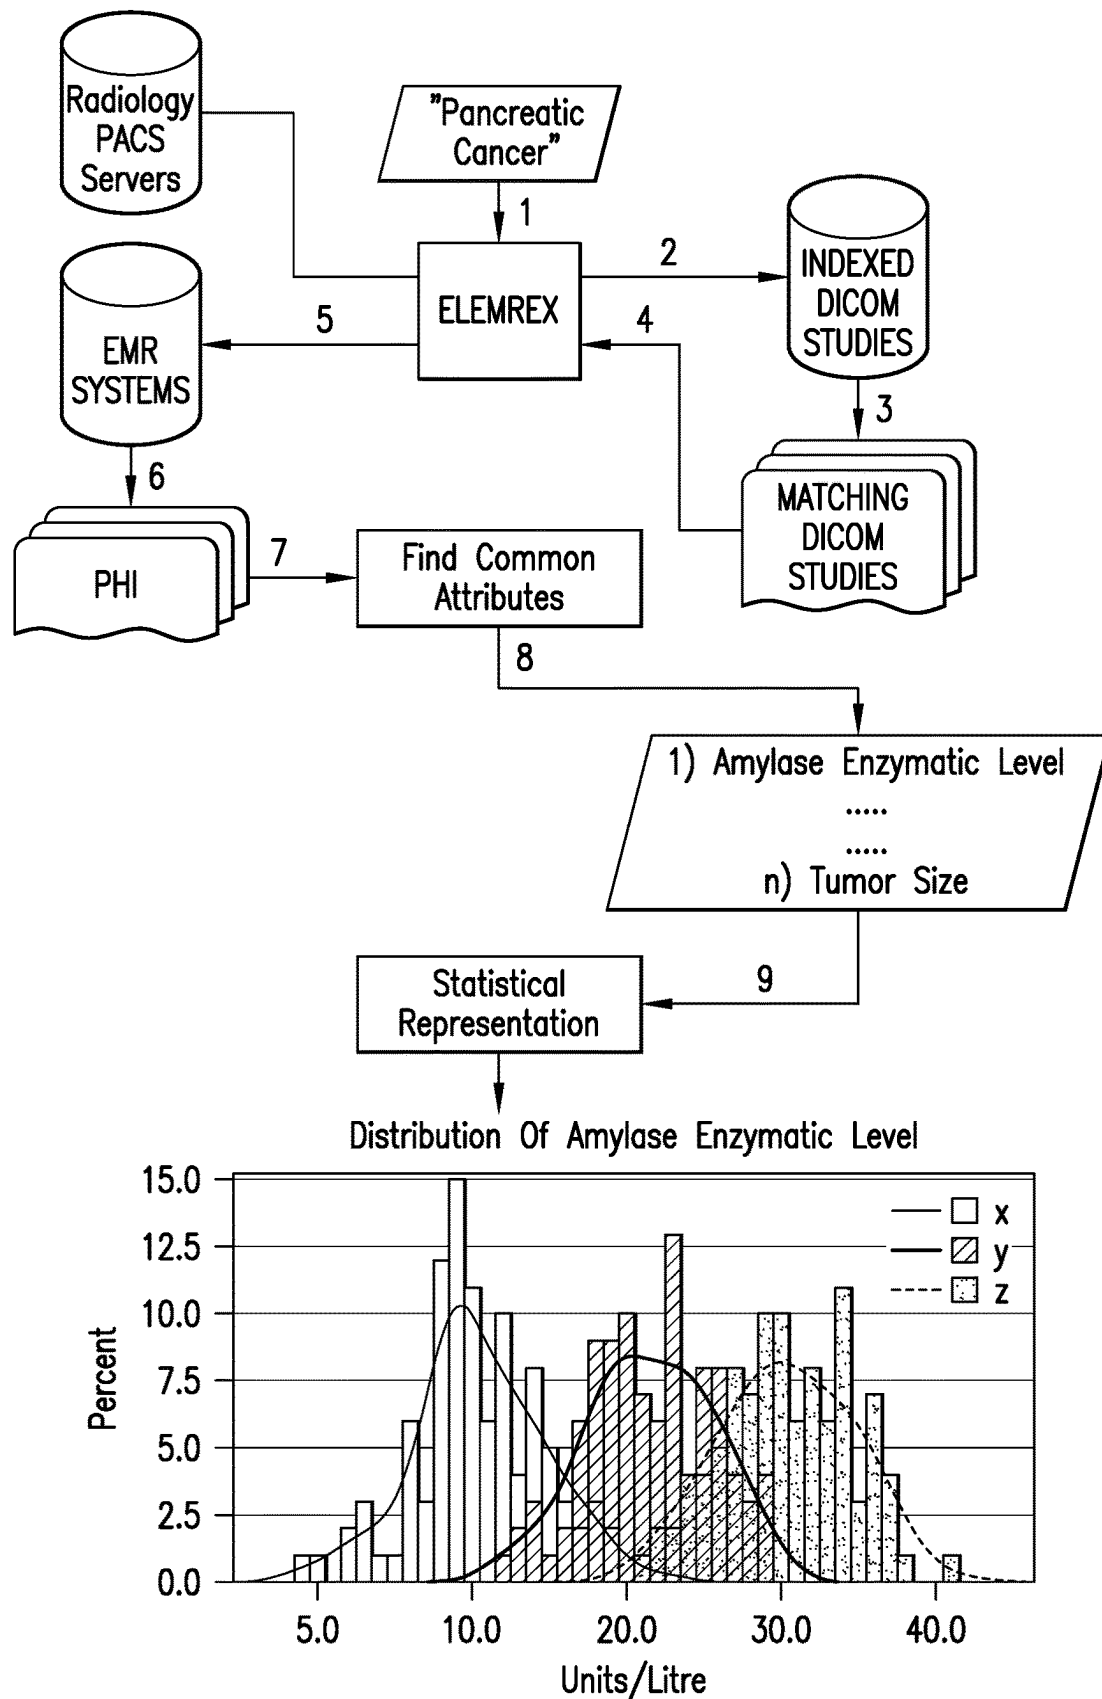 Radiology
PACS
Servers
"Pancreatic
Cancer"
1
ELEMREX
2
INDEXED
DICOM
STUDIES
3
MATCHING
DICOM
STUDIES
4
5
EMR
SYSTEMS
6
PHI
7
Find Common
Attributes
8
1) Amylase Enzymatic Level
.....
.....
n) Tumor Size
9
Statistical
Representation
Distribution Of Amylase Enzymatic Level
15.0
12.5
10.0
7.5
5.0
2.5
0.0
Percent
x
y
z
5.0 10.0 20.0 30.0 40.0
Units/Litre